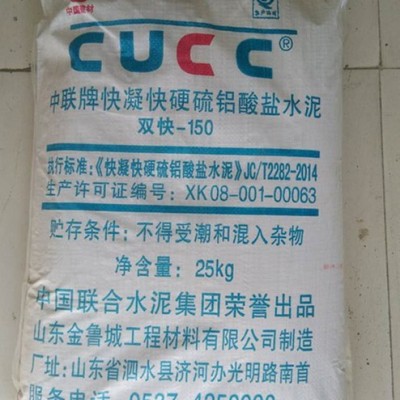 CUCC®
中联牌快凝快硬硫铝酸盐水泥
双快-150
执行标准:《快凝快硬硫铝酸盐水泥》JC/T2282-2014
生产许可证编号: XK08-001-00063
贮存条件: 不得受潮和混入杂物
净含量: 25kg
中国联合水泥集团荣誉出品
山东金鲁城工程材料有限公司制造
厂址:山东省泗水县济河办光明路南首
服务电话 0537